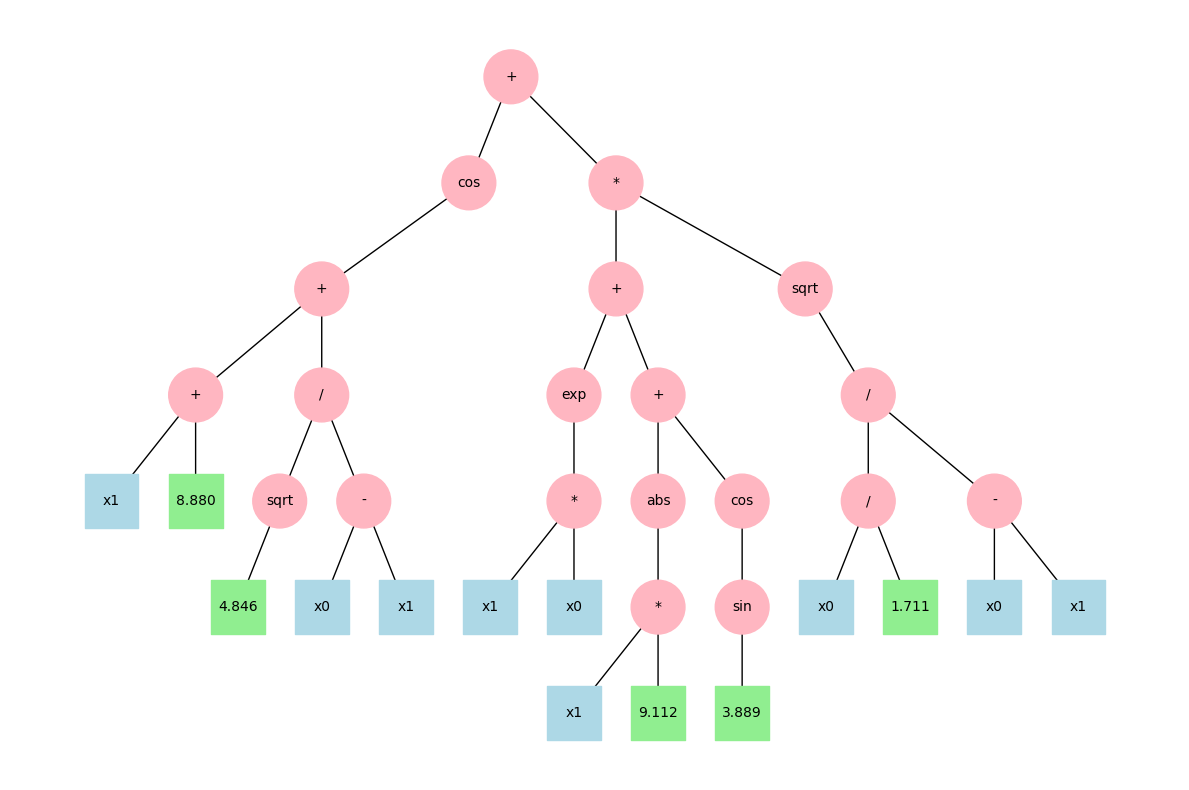 +
cos *
+ + sqrt
+ / exp + /
x1 8.880 sqrt - * abs cos / -
4.846 x0 x1 x1 x0 * sin x0 1.711 x0 x1
x1 9.112 3.889